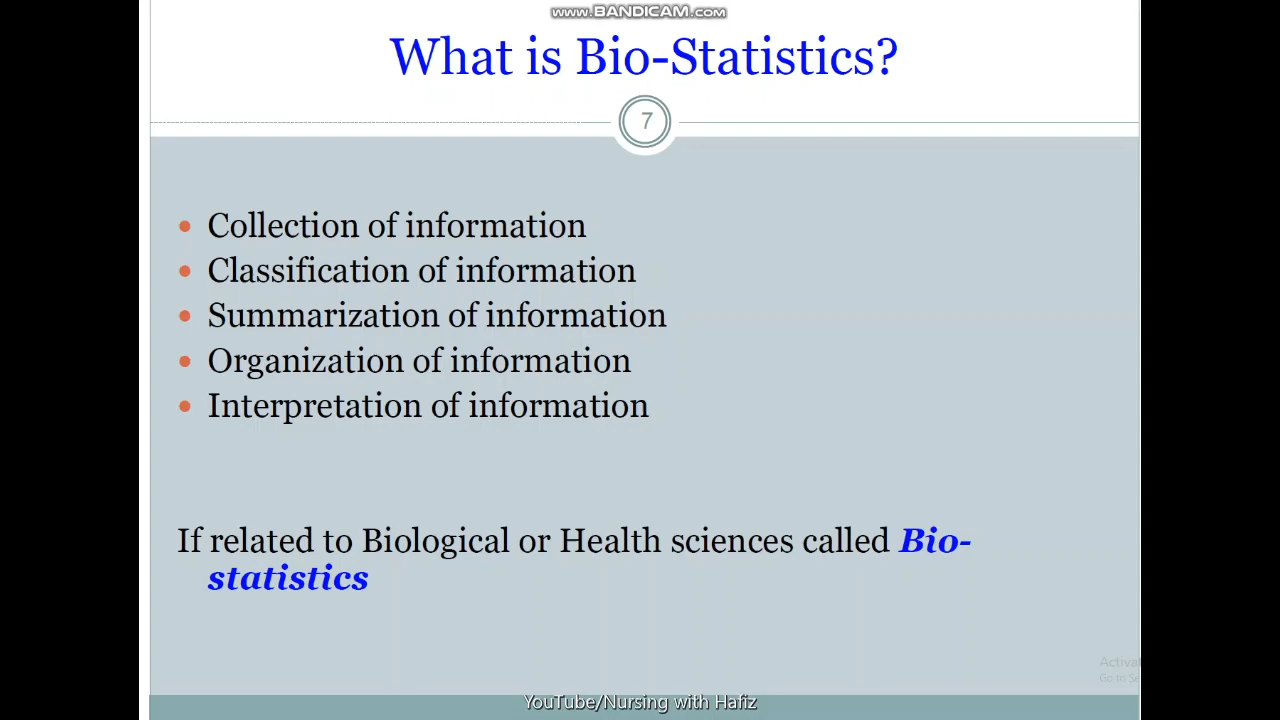 www.BANDICAM.com
What is Bio-Statistics?
7
• Collection of information
• Classification of information
• Summarization of information
• Organization of information
• Interpretation of information
If related to Biological or Health sciences called Bio-
statistics
YouTube/Nursing with Hafiz